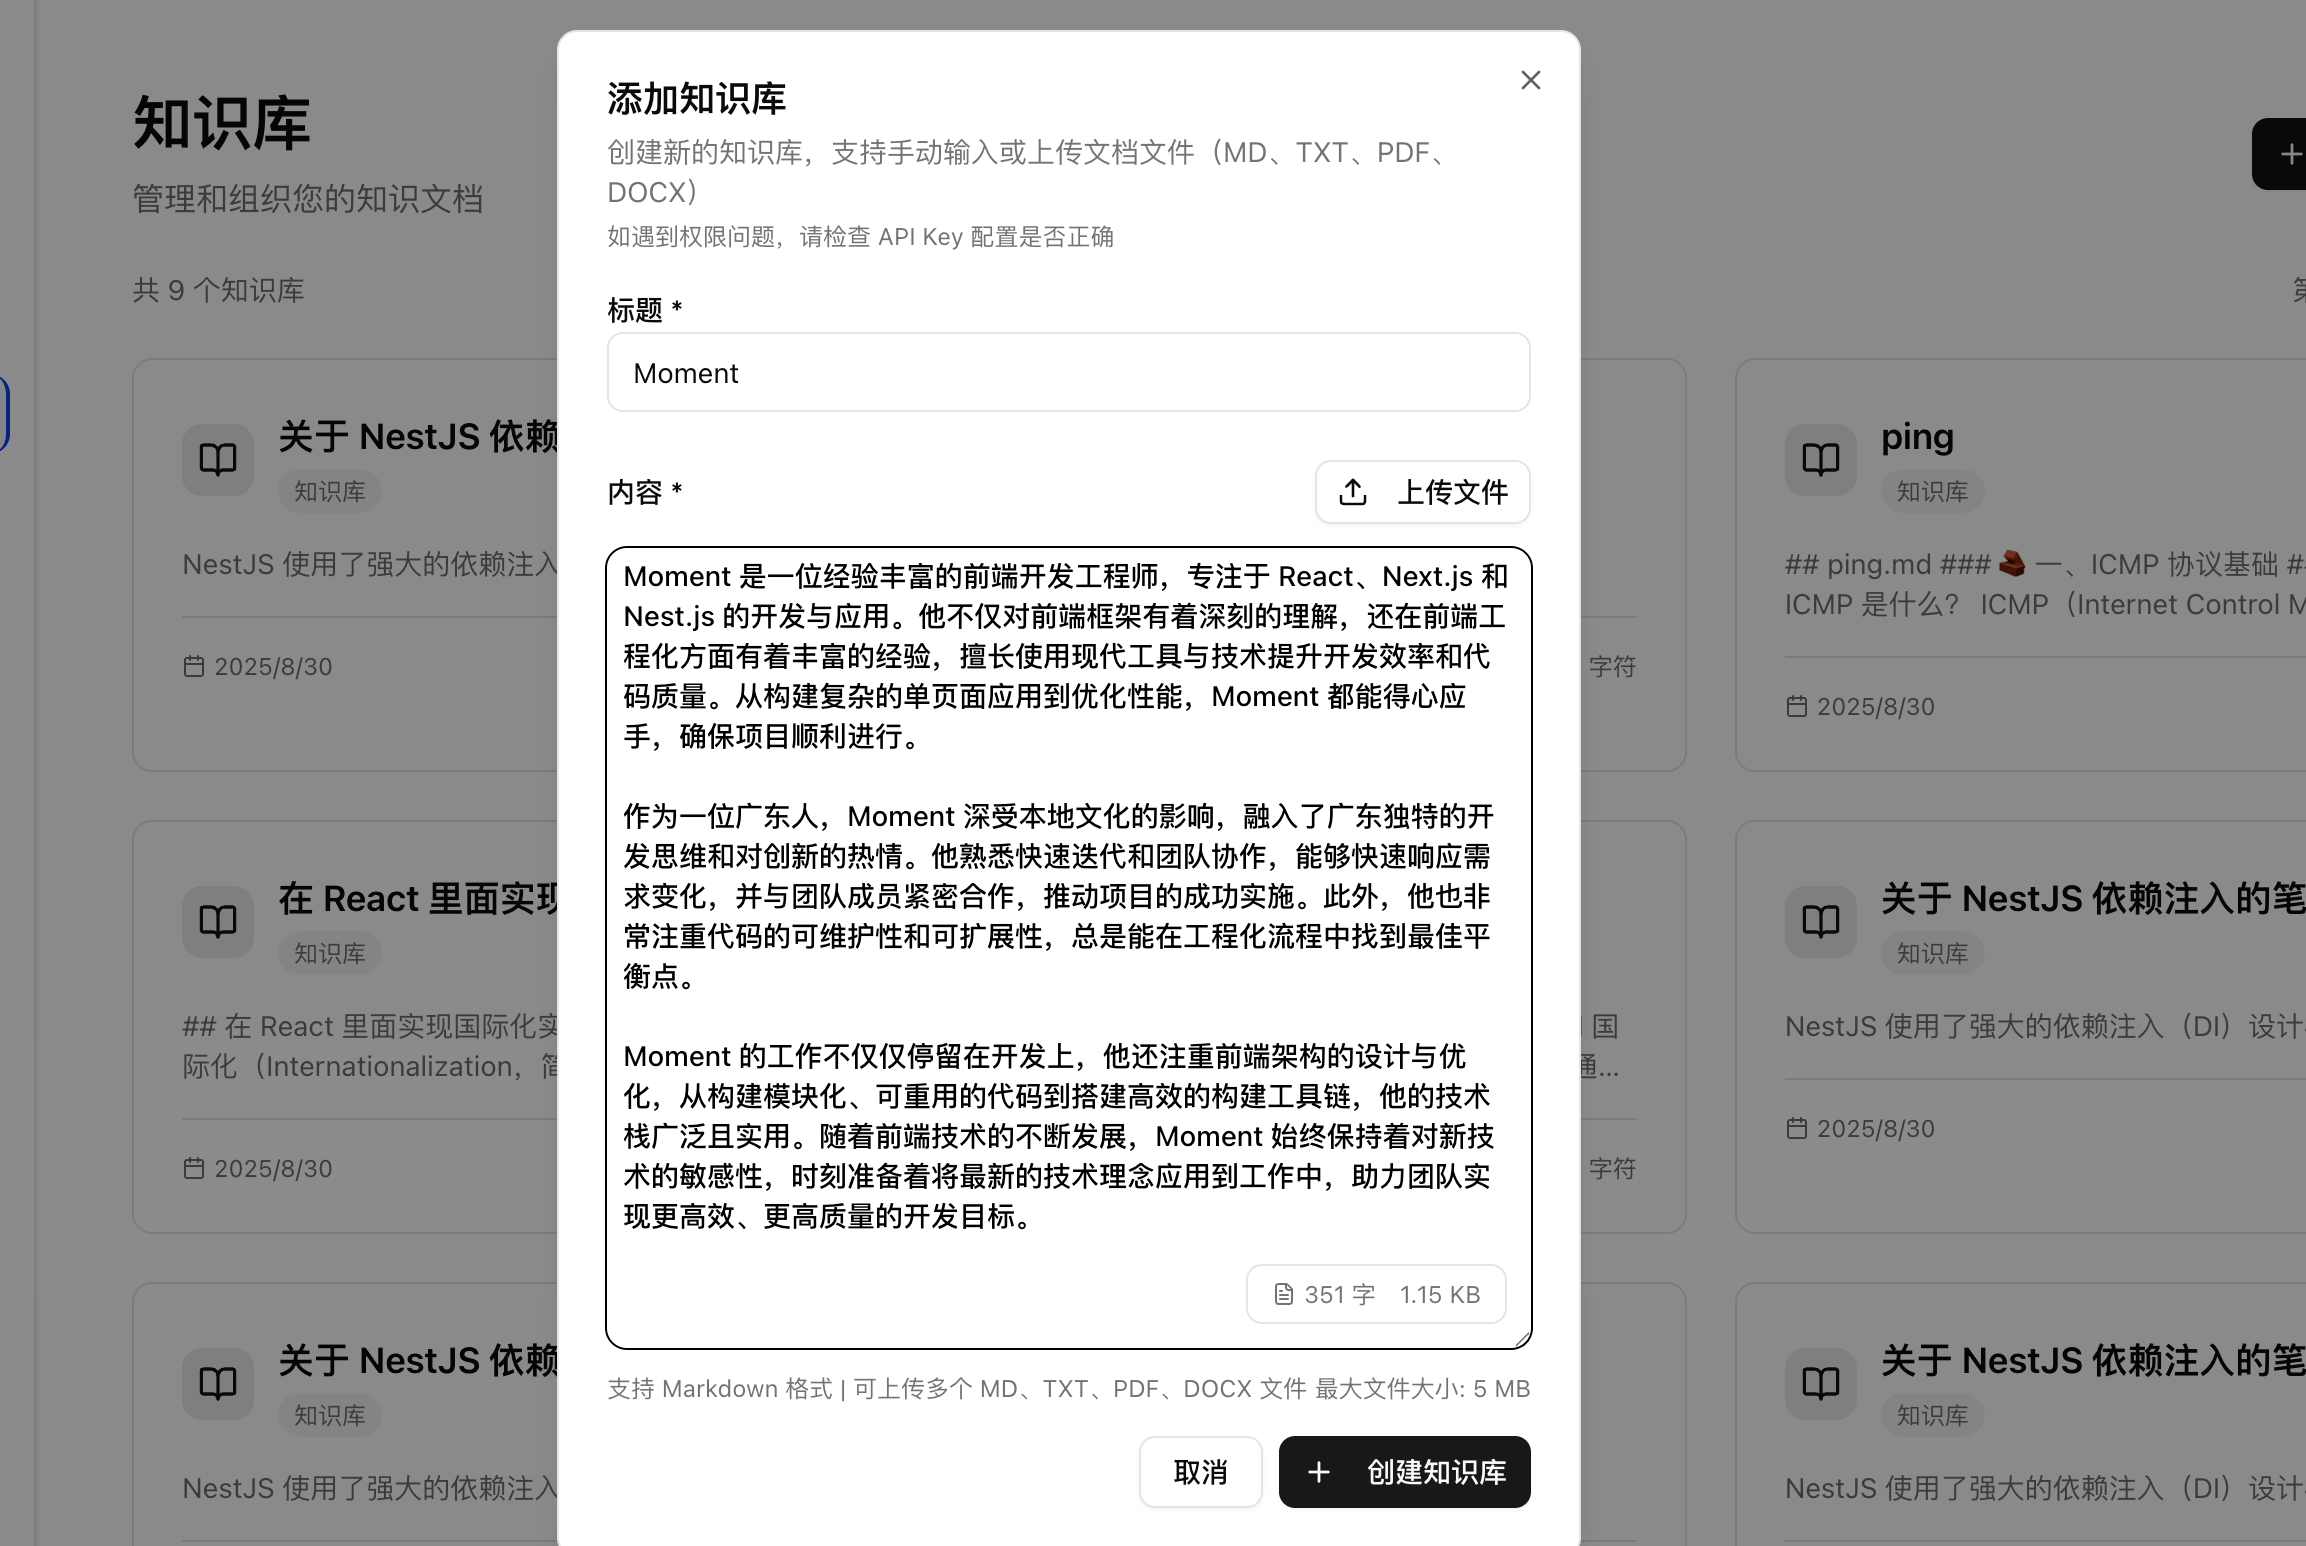 知识库
管理和组织您的知识文档
共 9 个知识库
添加知识库
创建新的知识库，支持手动输入或上传文档文件（MD、TXT、PDF、
DOCX）
如遇到权限问题，请检查 API Key 配置是否正确
标题 *
Moment
内容 *
上传文件
Moment 是一位经验丰富的前端开发工程师，专注于 React、Next.js 和
Nest.js 的开发与应用。他不仅对前端框架有着深刻的理解，还在前端工
程化方面有着丰富的经验，擅长使用现代工具与技术提升开发效率和代
码质量。从构建复杂的单页面应用到优化性能，Moment 都能得心应
手，确保项目顺利进行。
作为一位广东人，Moment 深受本地文化的影响，融入了广东独特的开
发思维和对创新的热情。他熟悉快速迭代和团队协作，能够快速响应需
求变化，并与团队成员紧密合作，推动项目的成功实施。此外，他也非
常注重代码的可维护性和可扩展性，总是能在工程化流程中找到最佳平
衡点。
Moment 的工作不仅仅停留在开发上，他还注重前端架构的设计与优
化，从构建模块化、可重用的代码到搭建高效的构建工具链，他的技术
栈广泛且实用。随着前端技术的不断发展，Moment 始终保持着对新技
术的敏感性，时刻准备着将最新的技术理念应用到工作中，助力团队实
现更高效、更高质量的开发目标。
351 字 1.15 KB
支持 Markdown 格式 | 可上传多个 MD、TXT、PDF、DOCX 文件 最大文件大小: 5 MB
取消
创建知识库
关于 NestJS 依赖
知识库
NestJS 使用了强大的依赖注入
2025/8/30
字符
ping
知识库
## ping.md ### 一、ICMP 协议基础
ICMP 是什么? ICMP（Internet Control
2025/8/30
在 React 里面实现
知识库
## 在 React 里面实现国际化实
国
际化（Internationalization，简
通...
2025/8/30
字符
关于 NestJS 依赖注入的笔
知识库
NestJS 使用了强大的依赖注入（DI）设计
2025/8/30
关于 NestJS 依赖
知识库
NestJS 使用了强大的依赖注入
关于 NestJS 依赖注入的笔
知识库
NestJS 使用了强大的依赖注入（DI）设计